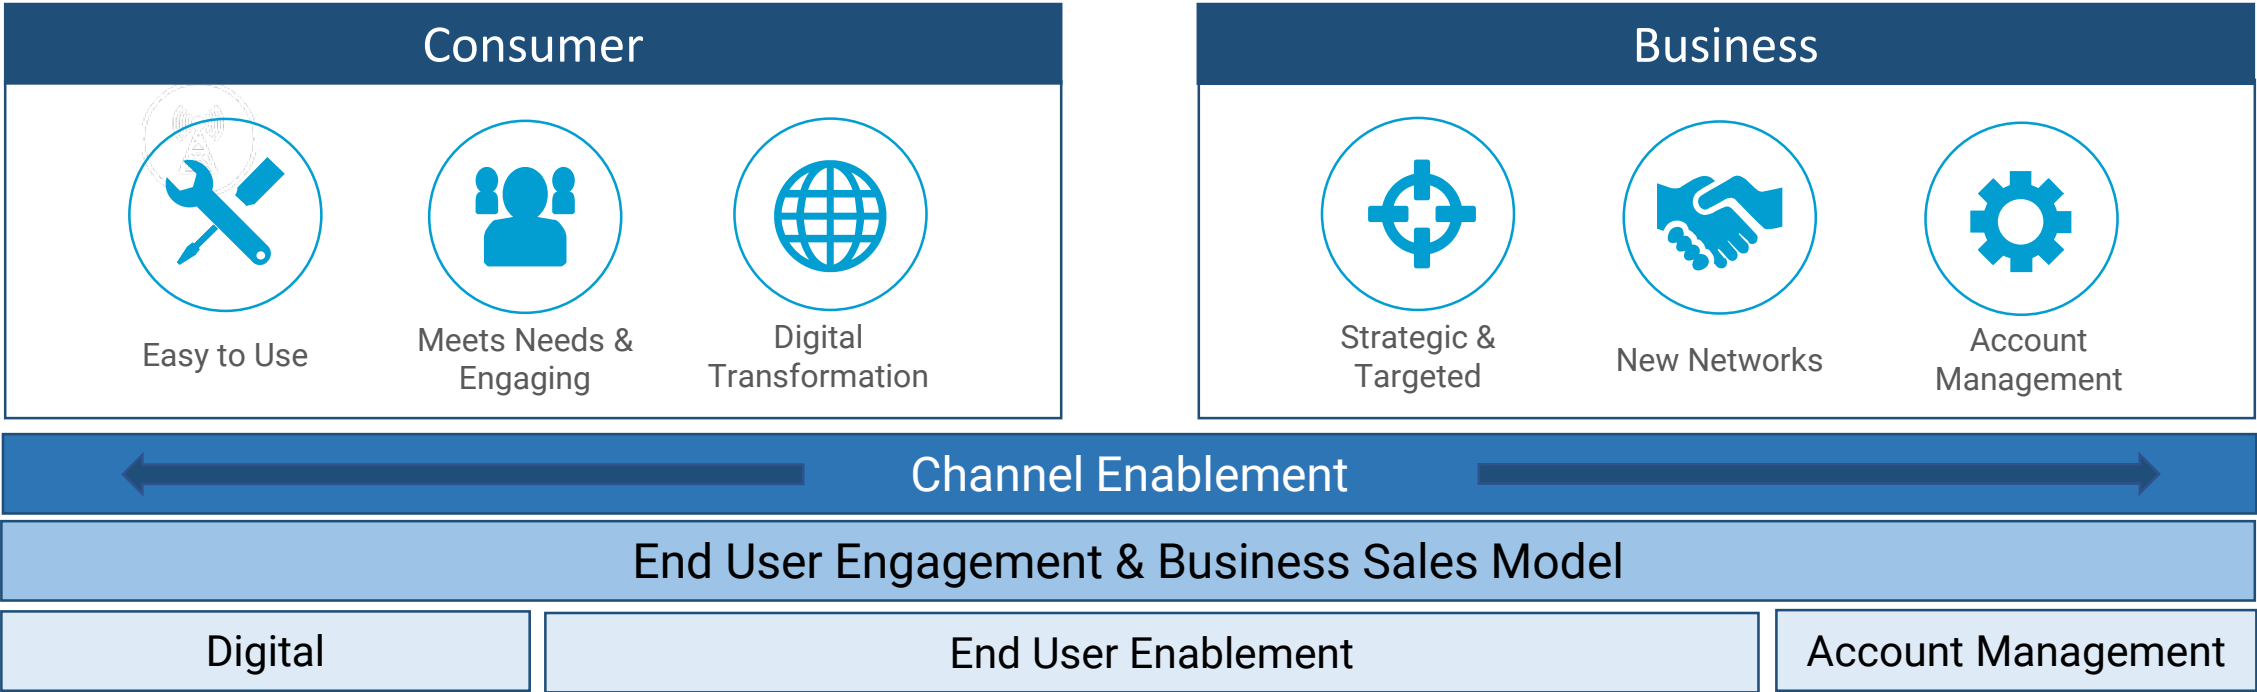 Consumer
Easy to Use
Meets Needs &
Engaging
Digital
Transformation
Business
Strategic &
Targeted
New Networks
Account
Management
Channel Enablement
End User Engagement & Business Sales Model
Digital
End User Enablement
Account Management